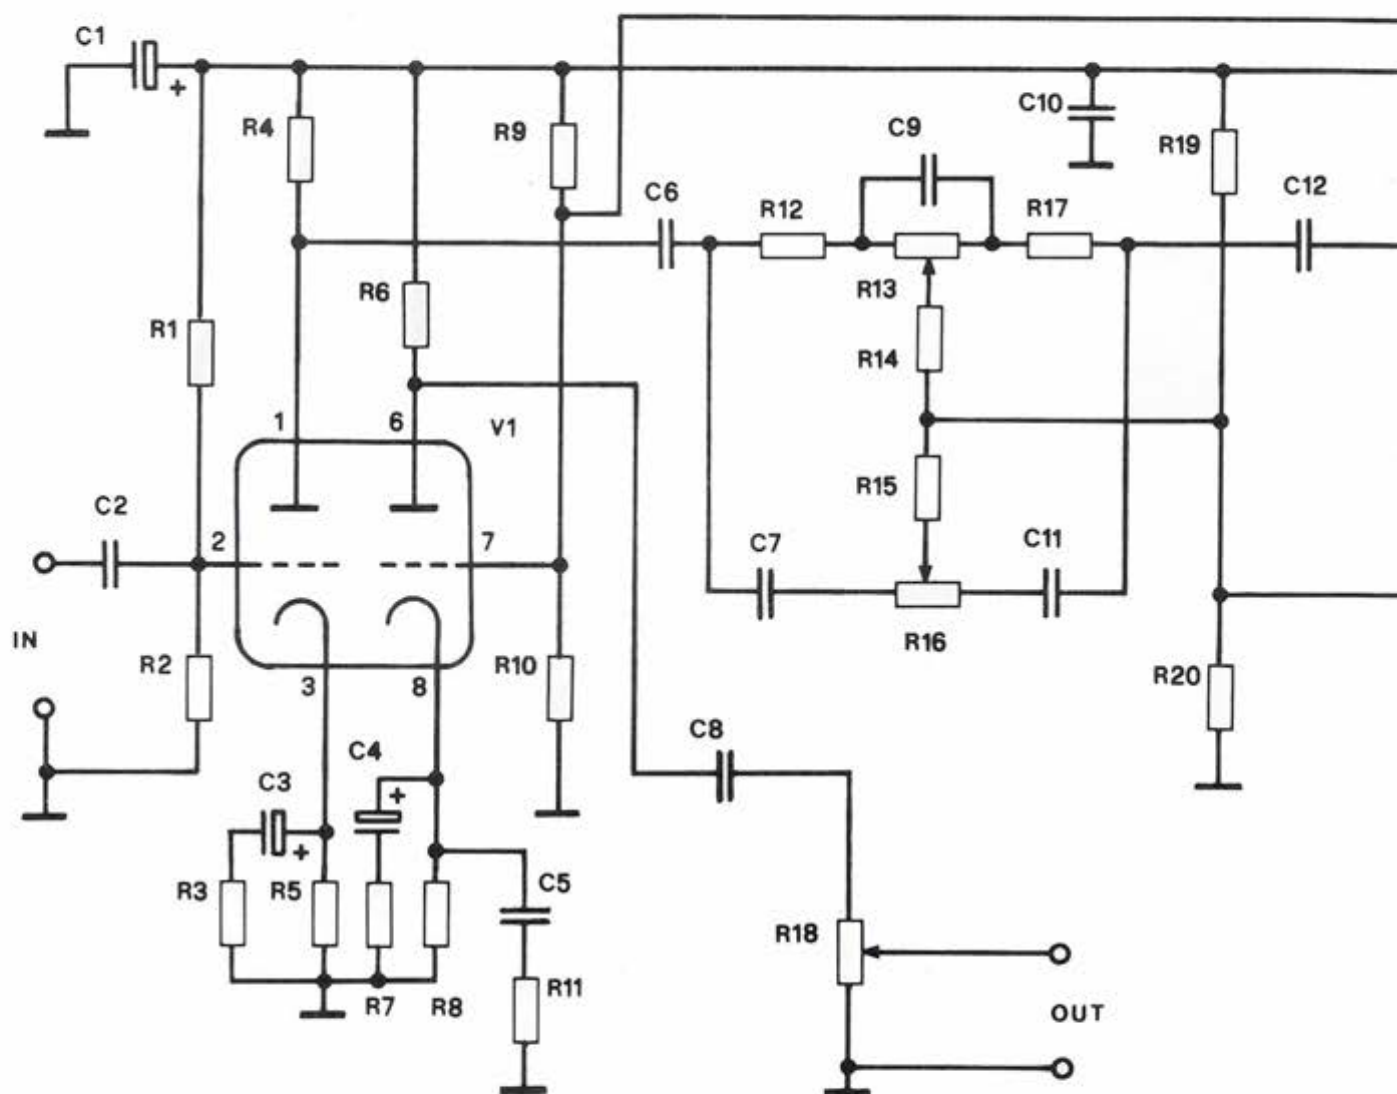 C1
+
R4
R9
C10
C9
R19
C12
C6
R12
R17
R6
R13
R1
R14
1
6
V1
R15
C2
2
7
C7
C11
IN
R2
R10
R16
3
8
R20
C8
C4
C3
+
+
R3
R5
C5
R18
R11
R7
R8
OUT